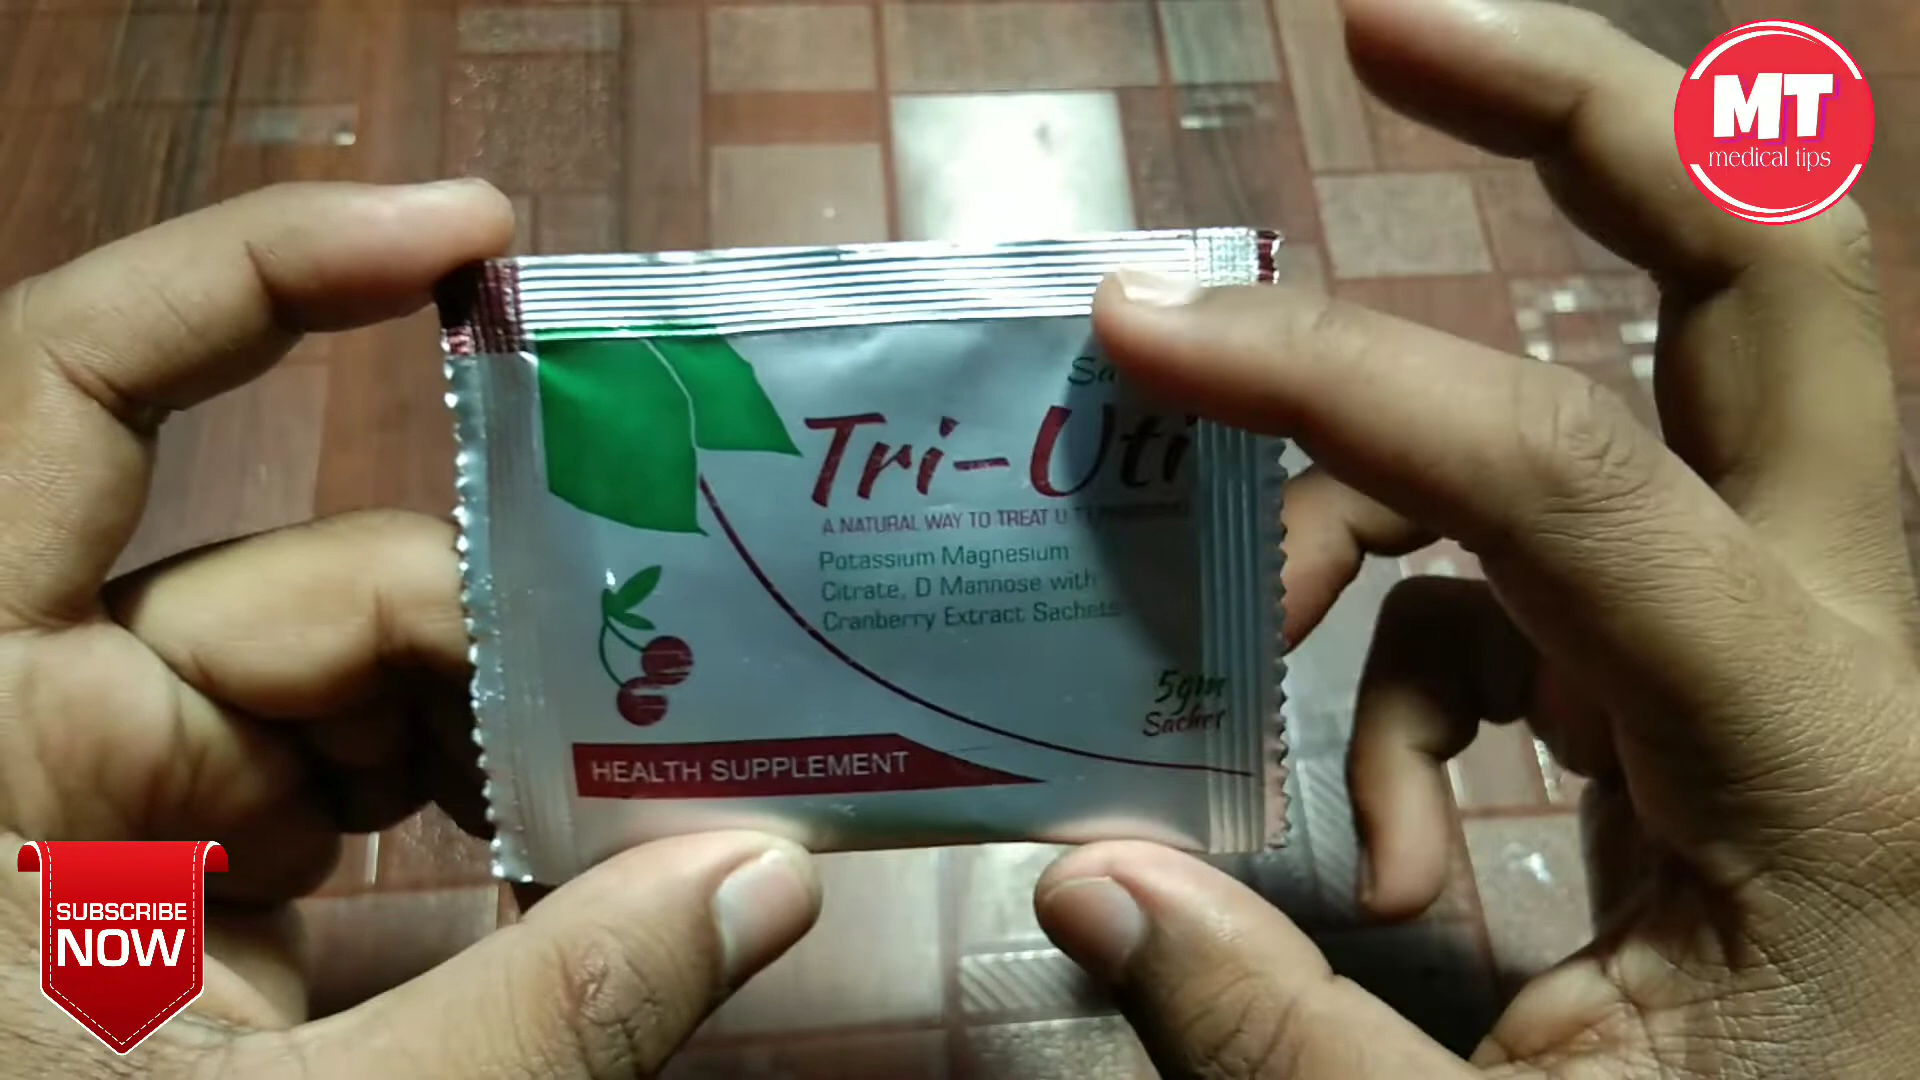 MT
medical tips
Tri-Uti
A NATURAL WAY TO TREAT U
Potassium Magnesium
Citrate, D Mannose with
Cranberry Extract Sachets
5gm
Sachet
HEALTH SUPPLEMENT
SUBSCRIBE
NOW